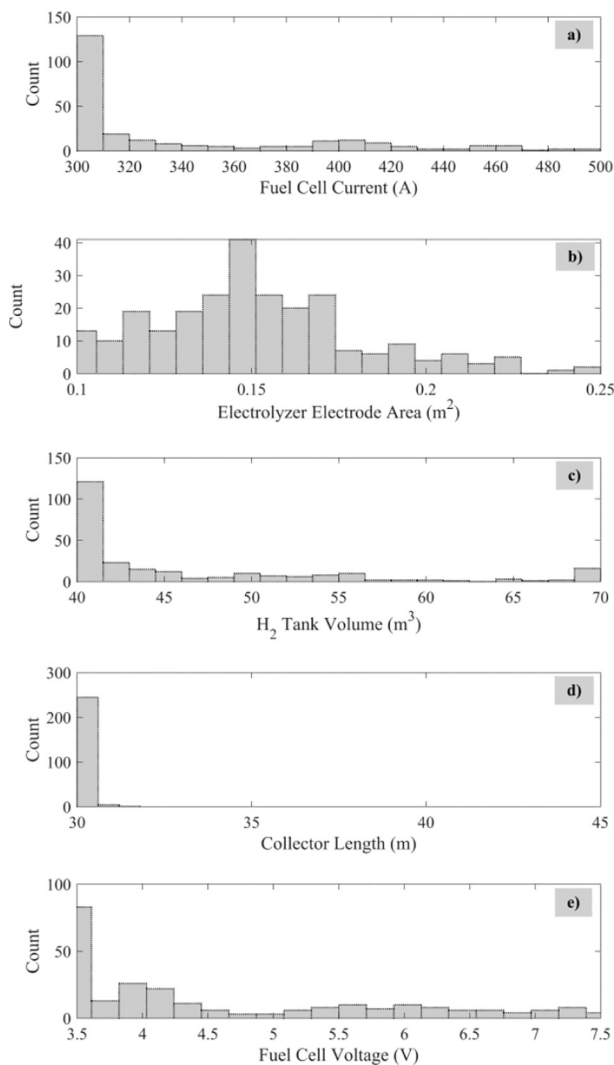 150
a)
100
Count
50
0
300 320 340 360 380 400 420 440 460 480 500
Fuel Cell Current (A)
40
b)
30
Count
20
10
0
0.1 0.15 0.2 0.25
Electrolyzer Electrode Area (m²)
150
c)
100
Count
50
0
40 45 50 55 60 65 70
H₂ Tank Volume (m³)
300
d)
200
Count
100
0
30 35 40 45
Collector Length (m)
100
e)
Count
50
0
3.5 4 4.5 5 5.5 6 6.5 7 7.5
Fuel Cell Voltage (V)